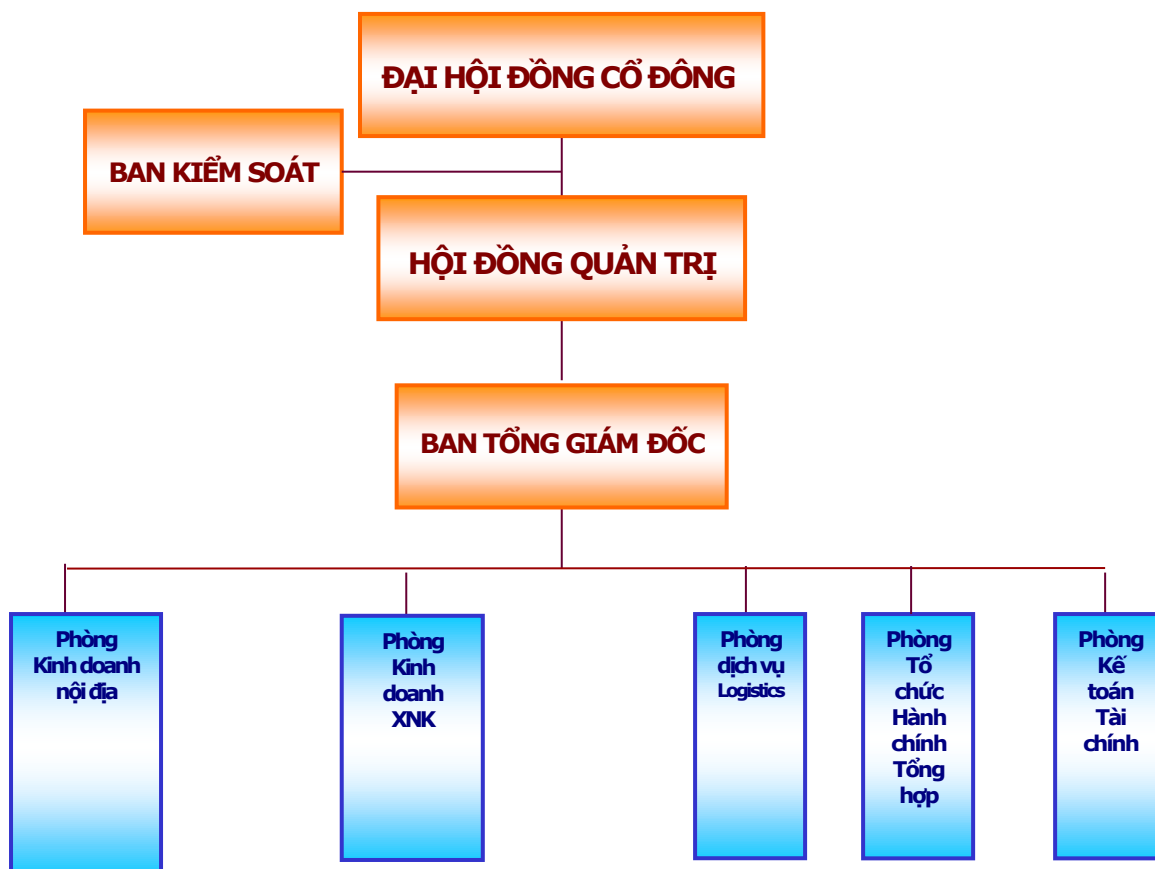 ĐẠI HỘI ĐỒNG CỔ ĐÔNG
BAN KIỂM SOÁT
HỘI ĐỒNG QUẢN TRỊ
BAN TỔNG GIÁM ĐỐC
Phòng
Kinh doanh
nội địa
Phòng
Kinh
doanh
XNK
Phòng
dịch vụ
Logistics
Phòng
Tổ
chức
Hành
chính
Tổng
hợp
Phòng
Kế
toán
Tài
chính